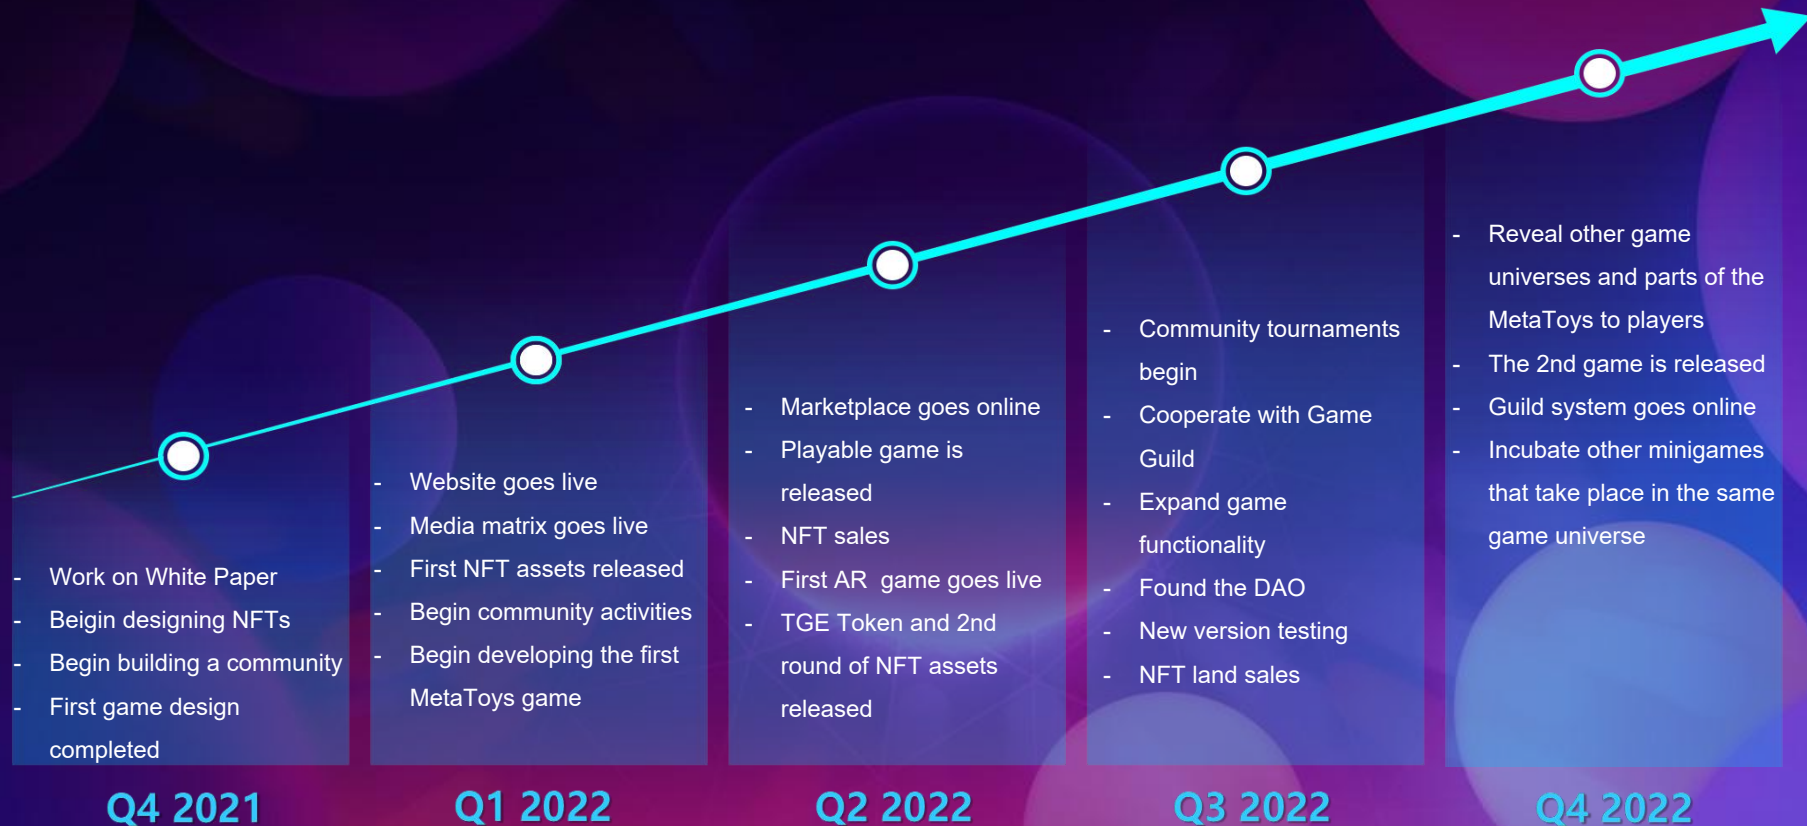 - Work on White Paper
- Beigin designing NFTs
- Begin building a community
- First game design
completed
Q4 2021
- Website goes live
- Media matrix goes live
- First NFT assets released
- Begin community activities
- Begin developing the first
MetaToys game
Q1 2022
- Marketplace goes online
- Playable game is
released
- NFT sales
- First AR  game goes live
- TGE Token and 2nd
round of NFT assets
released
Q2 2022
- Community tournaments
begin
- Cooperate with Game
Guild
- Expand game
functionality
- Found the DAO
- New version testing
- NFT land sales
Q3 2022
- Reveal other game
universes and parts of the
MetaToys to players
- The 2nd game is released
- Guild system goes online
- Incubate other minigames
that take place in the same
game universe
Q4 2022